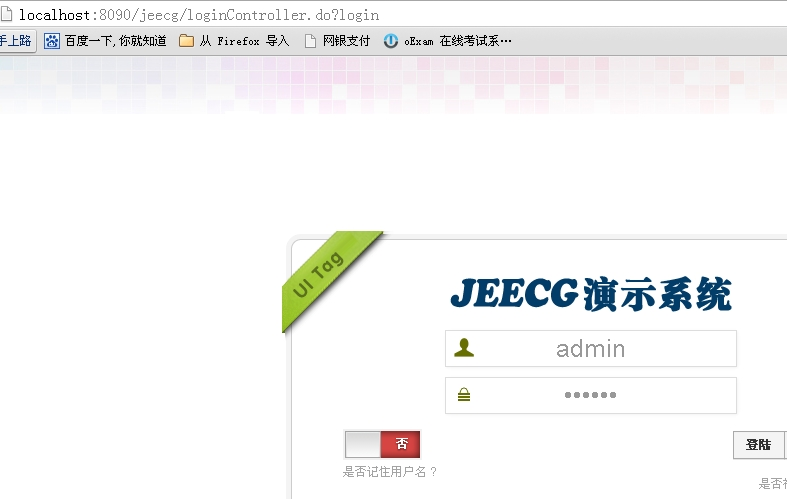 localhost:8090/jeecg/loginController.do?login
手上路 百度一下,你就知道 从 Firefox 导入 网银支付 oExam 在线考试系…
UI Tag
JEECG演示系统
admin
••••••
否 登陆
是否记住用户名？ 是否